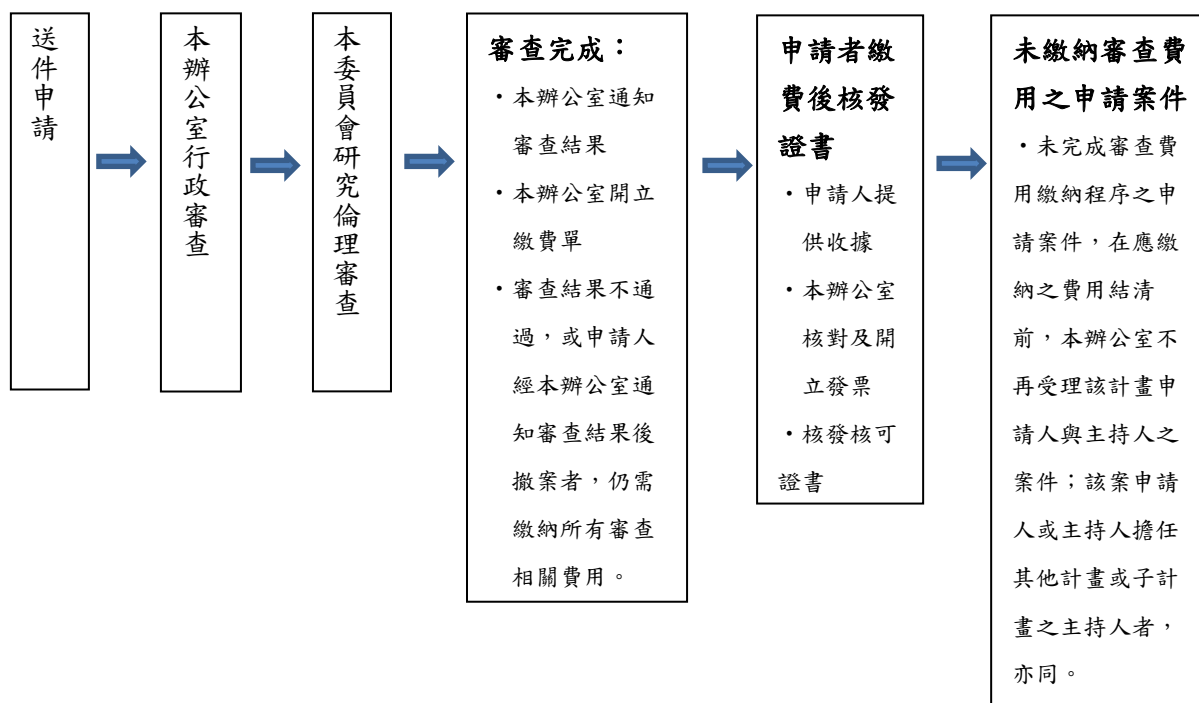 送件申請
本辦公室行政審查
本委員會研究倫理審查
審查完成：
・本辦公室通知
審查結果
・本辦公室開立
繳費單
・審查結果不通
過，或申請人
經本辦公室通
知審查結果後
撤案者，仍需
繳納所有審查
相關費用。
申請者繳
費後核發
證書
・申請人提
供收據
・本辦公室
核對及開
立發票
・核發核可
證書
未繳納審查費
用之申請案件
・未完成審查費
用繳納程序之申
請案件，在應繳
納之費用結清
前，本辦公室不
再受理該計畫申
請人與主持人之
案件；該案申請
人或主持人擔任
其他計畫或子計
畫之主持人者，
亦同。